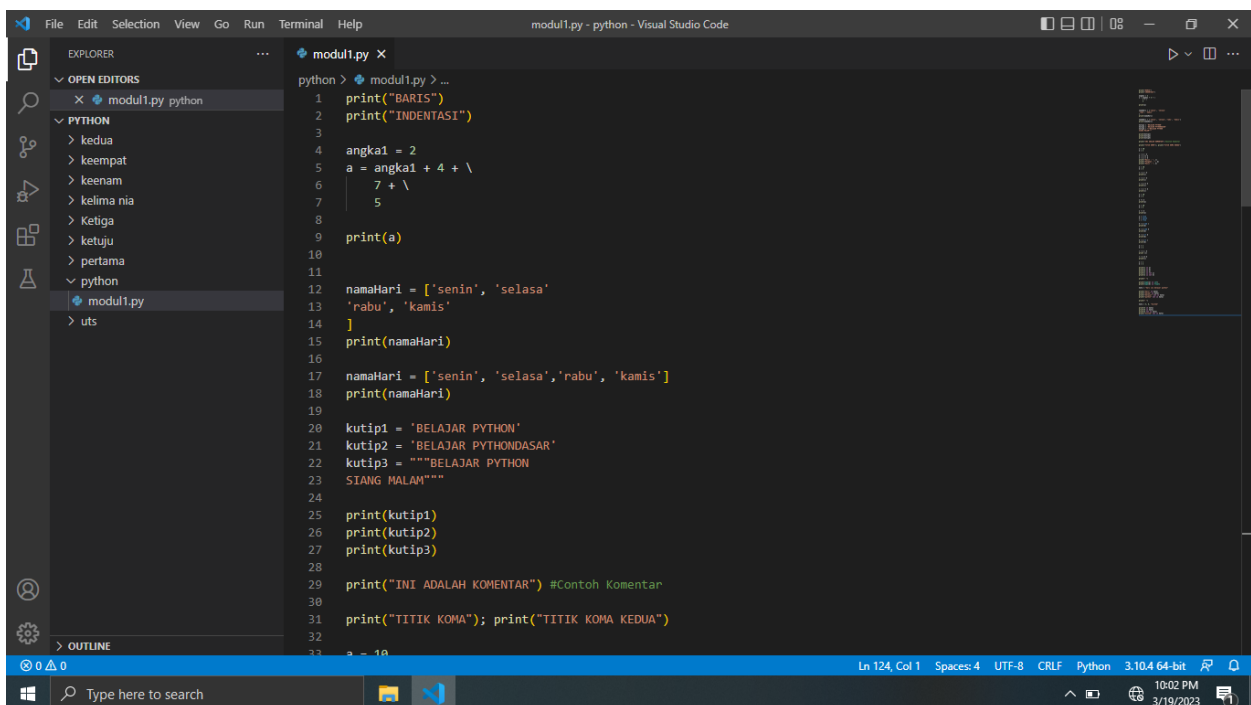 File Edit Selection View Go Run Terminal Help modul1.py - python - Visual Studio Code
EXPLORER ···
OPEN EDITORS
modul1.py python
PYTHON
kedua
keempat
keenam
kelima nia
Ketiga
ketuju
pertama
python
modul1.py
uts
OUTLINE
modul1.py
python > modul1.py > ...
1 print("BARIS")
2 print("INDENTASI")
3
4 angka1 = 2
5 a = angka1 + 4 + \
6 7 + \
7 5
8
9 print(a)
10
11
12 namaHari = ['senin', 'selasa'
13 'rabu', 'kamis'
14 ]
15 print(namaHari)
16
17 namaHari = ['senin', 'selasa','rabu', 'kamis']
18 print(namaHari)
19
20 kutip1 = 'BELAJAR PYTHON'
21 kutip2 = 'BELAJAR PYTHONDASAR'
22 kutip3 = """BELAJAR PYTHON
23 SIANG MALAM"""
24
25 print(kutip1)
26 print(kutip2)
27 print(kutip3)
28
29 print("INI ADALAH KOMENTAR") #Contoh Komentar
30
31 print("TITIK KOMA"); print("TITIK KOMA KEDUA")
32
33 a = 10
0 0 Ln 124, Col 1 Spaces: 4 UTF-8 CRLF Python 3.10.4 64-bit
Type here to search 10:02 PM
3/19/2023